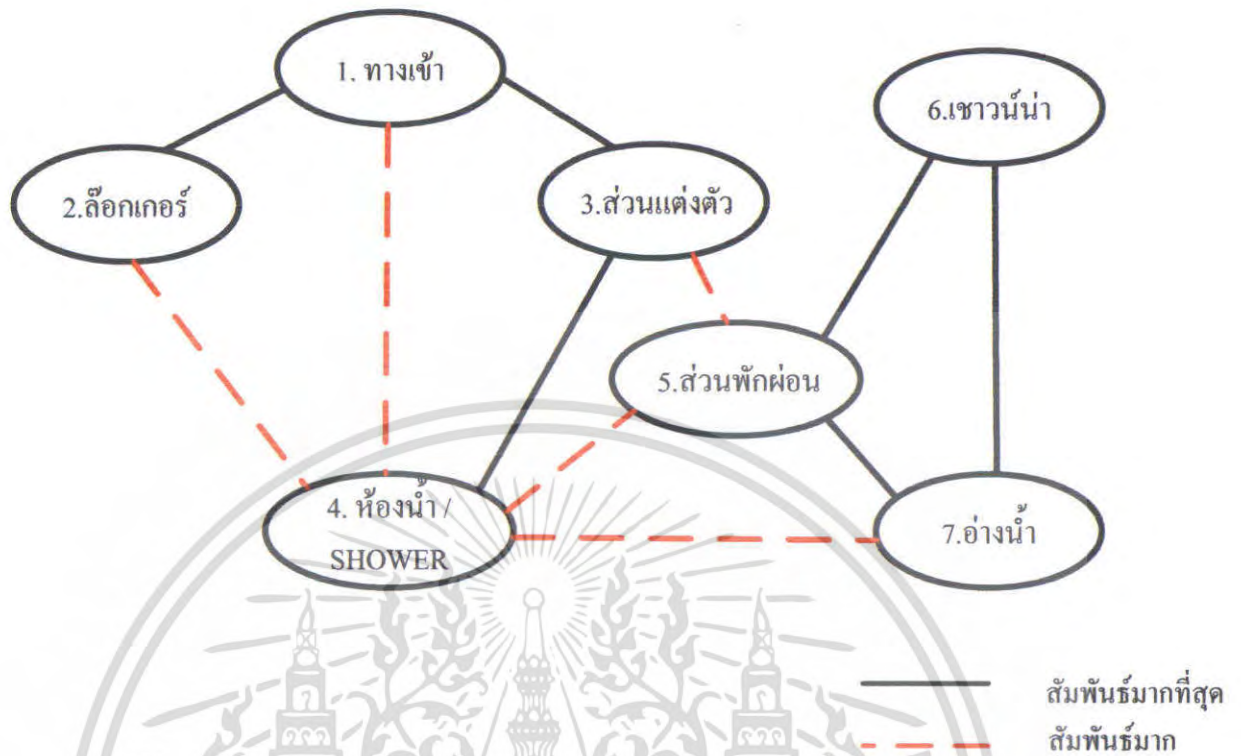 1. ทางเข้า
6.เซาวน์น่า
2.ล๊อกเกอร์
3.ส่วนแต่งตัว
5.ส่วนพักผ่อน
4. ห้องน้ำ /
SHOWER
7.อ่างน้ำ
สัมพันธ์มากที่สุด
สัมพันธ์มาก